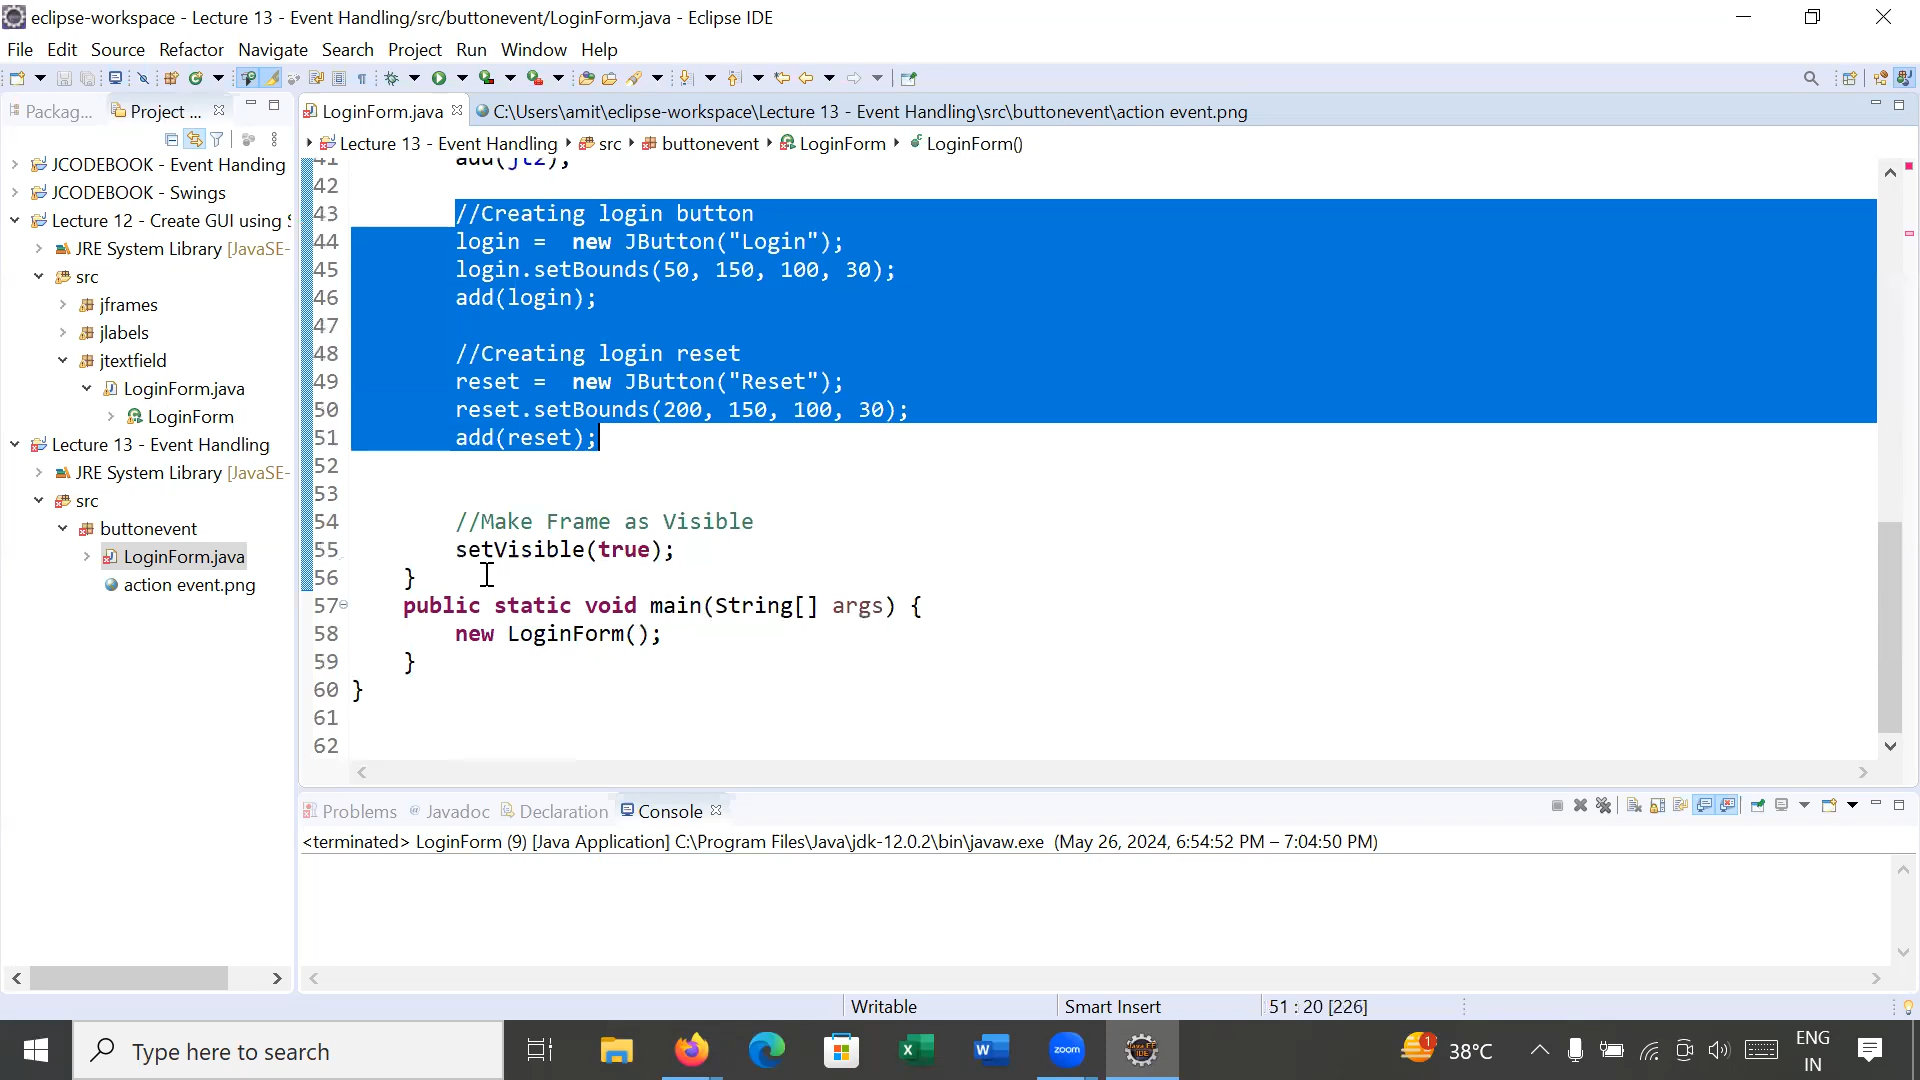 eclipse-workspace - Lecture 13 - Event Handling/src/buttonevent/LoginForm.java - Eclipse IDE
File Edit Source Refactor Navigate Search Project Run Window Help
Packag... Project ... LoginForm.java C:\Users\amit\eclipse-workspace\Lecture 13 - Event Handling\src\buttonevent\action event.png
Lecture 13 - Event Handling src buttonevent LoginForm LoginForm()
JCODEBOOK - Event Handing
JCODEBOOK - Swings
Lecture 12 - Create GUI using S
JRE System Library [JavaSE-
src
jframes
jlabels
jtextfield
LoginForm.java
LoginForm
Lecture 13 - Event Handling
JRE System Library [JavaSE-
src
buttonevent
LoginForm.java
action event.png
41 add(jt2);
42
43 //Creating login button
44 login =  new JButton("Login");
45 login.setBounds(50, 150, 100, 30);
46 add(login);
47
48 //Creating login reset
49 reset =  new JButton("Reset");
50 reset.setBounds(200, 150, 100, 30);
51 add(reset);
52
53
54 //Make Frame as Visible
55 setVisible(true);
56 }
57 public static void main(String[] args) {
58 new LoginForm();
59 }
60 }
61
62
Problems @ Javadoc Declaration Console
<terminated> LoginForm (9) [Java Application] C:\Program Files\Java\jdk-12.0.2\bin\javaw.exe (May 26, 2024, 6:54:52 PM – 7:04:50 PM)
Writable Smart Insert 51 : 20 [226]
Type here to search zoom 1 38°C ENG
IN